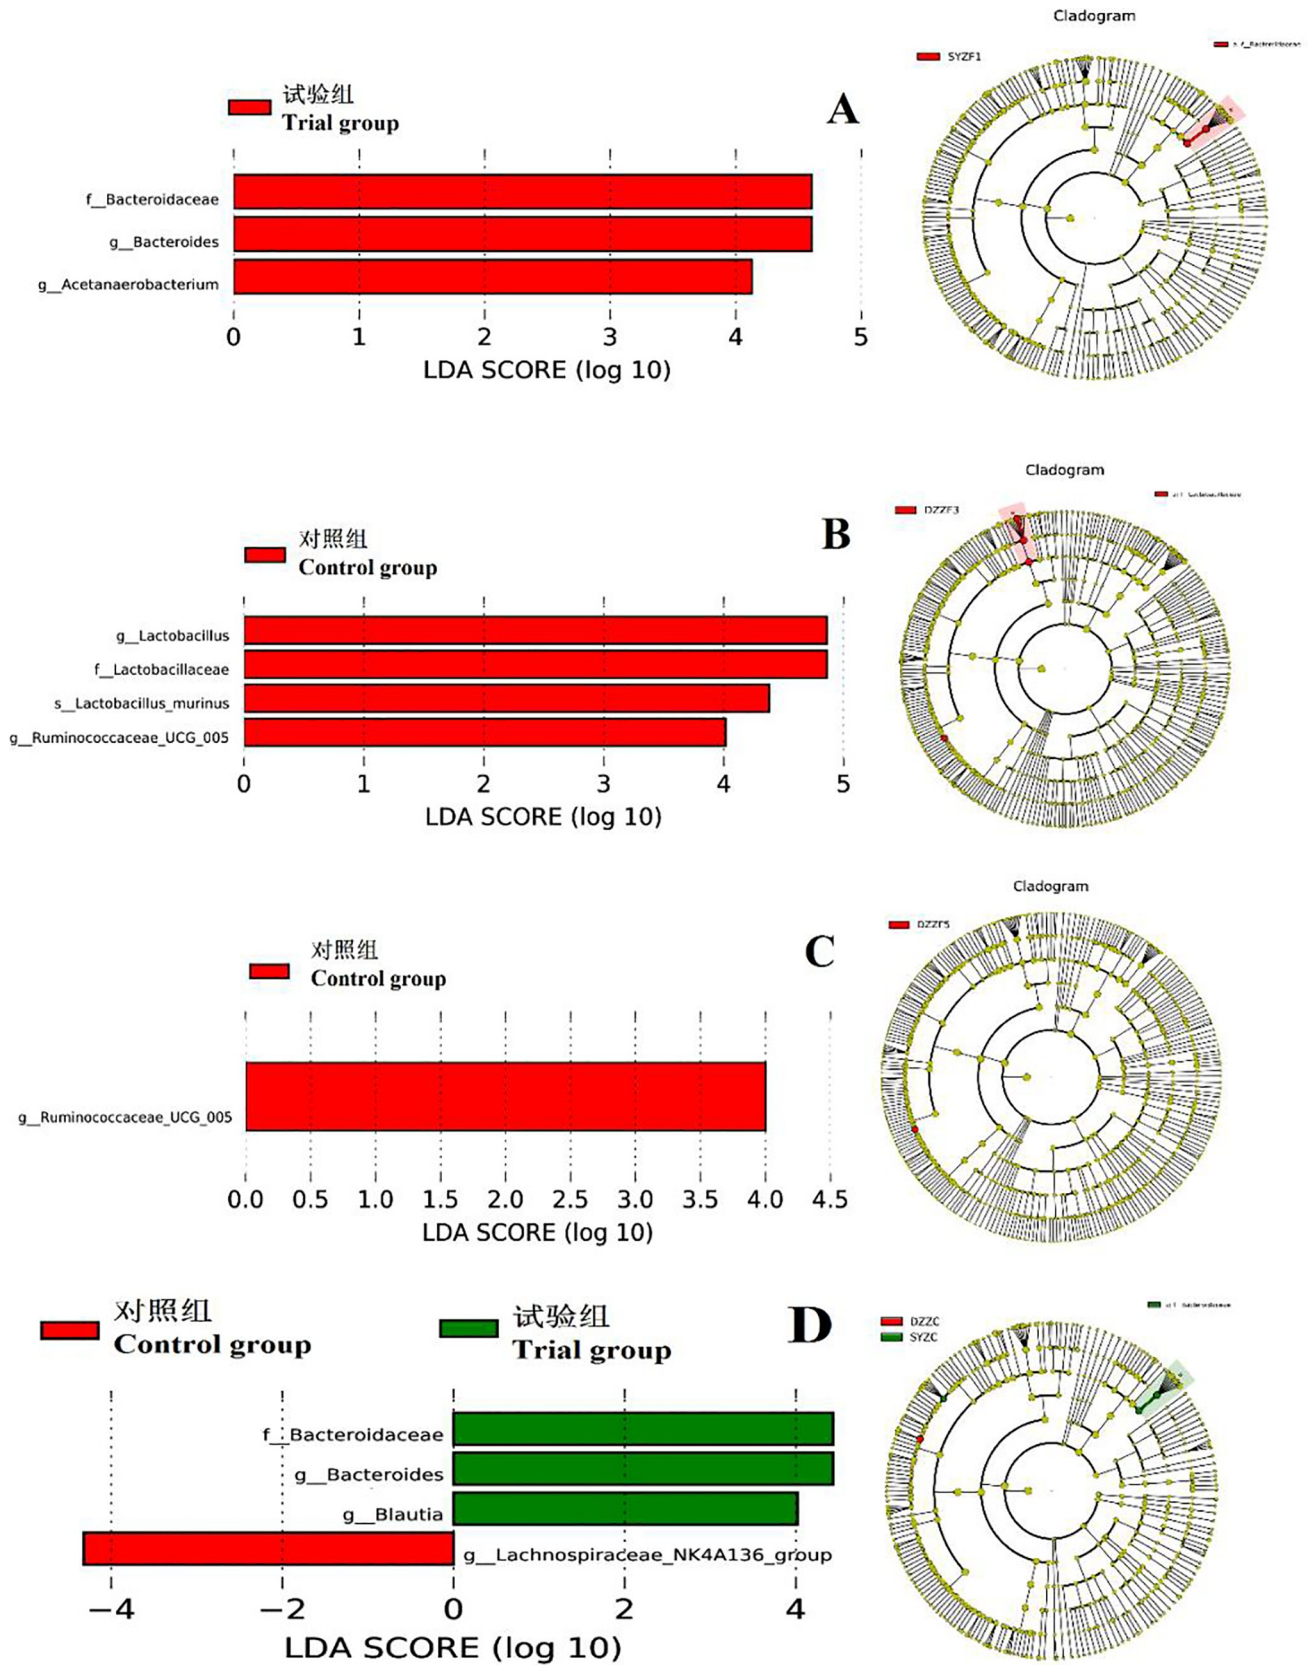 Cladogram
SYZF1
试验组
Trial group
A
f__Bacteroidaceae
g__Bacteroides
g__Acetanaerobacterium
0 1 2 3 4 5
LDA SCORE (log 10)
Cladogram
DZZF3
对照组
Control group
B
g__Lactobacillus
f__Lactobacillaceae
s__Lactobacillus_murinus
g__Ruminococcaceae_UCG_005
0 1 2 3 4 5
LDA SCORE (log 10)
Cladogram
DZZF5
对照组
Control group
C
g__Ruminococcaceae_UCG_005
0.0 0.5 1.0 1.5 2.0 2.5 3.0 3.5 4.0 4.5
LDA SCORE (log 10)
对照组
Control group
试验组
Trial group
D
DZZC
SYZC
f__Bacteroidaceae
g__Bacteroides
g__Blautia
g__Lachnospiraceae_NK4A136_group
−4 −2 0 2 4
LDA SCORE (log 10)